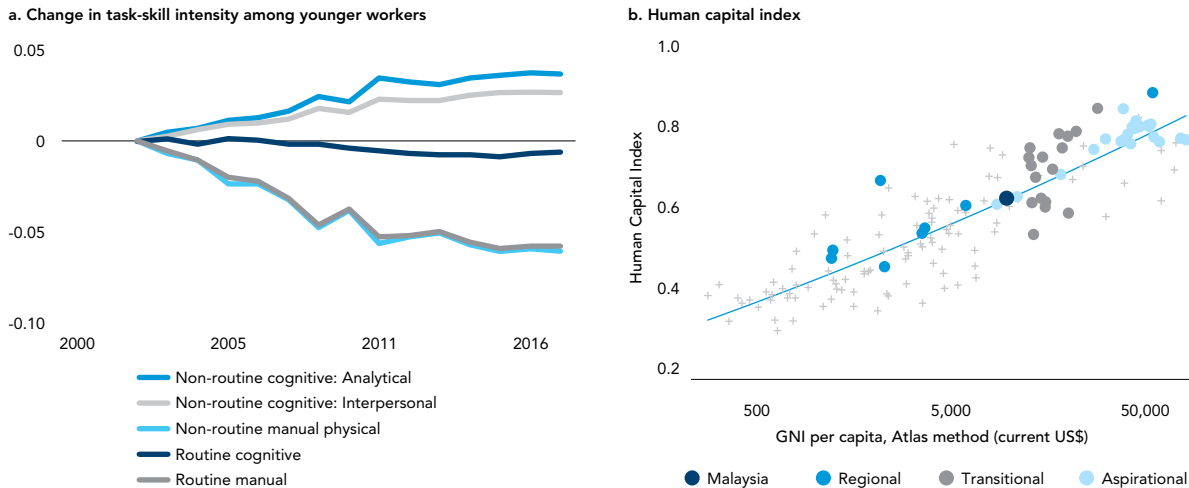 a. Change in task-skill intensity among younger workers
0.05
0
-0.05
-0.10
2000 2005 2011 2016
Non-routine cognitive: Analytical
Non-routine cognitive: Interpersonal
Non-routine manual physical
Routine cognitive
Routine manual
b. Human capital index
Human Capital Index
1.0
0.8
0.6
0.4
0.2
500 5,000 50,000
GNI per capita, Atlas method (current US$)
Malaysia Regional Transitional Aspirational